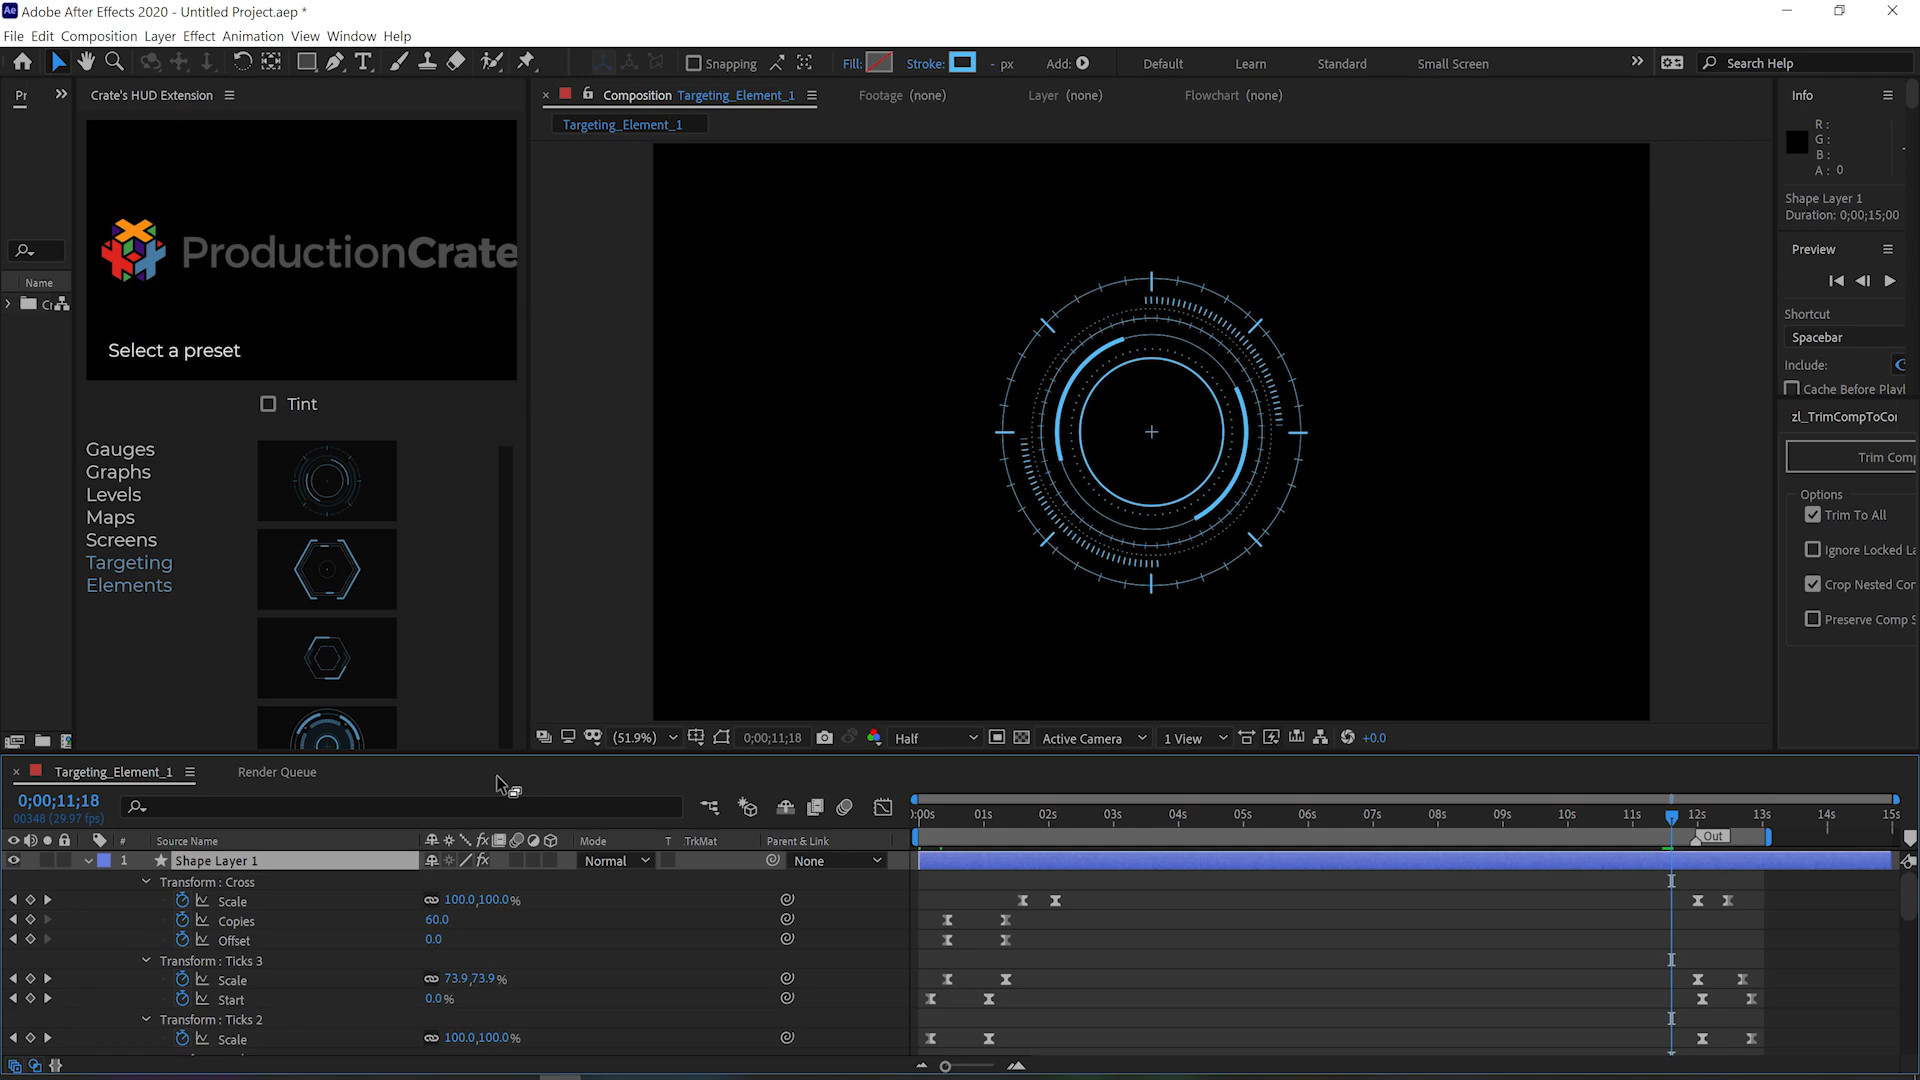 Adobe After Effects 2020 - Untitled Project.aep *
File Edit Composition Layer Effect Animation View Window Help
Snapping
Fill:
Stroke:
- px
Add:
Default
Learn
Standard
Small Screen
Search Help
Pr
Crate's HUD Extension
Composition Targeting_Element_1
Footage (none)
Layer (none)
Flowchart (none)
Info
Targeting_Element_1
R :
G :
B :
A : 0
Shape Layer 1
Duration: 0;00;15;00
ProductionCrate
Preview
Name
Cr
Shortcut
Spacebar
Include:
Cache Before Playl
Select a preset
Tint
zl_TrimCompToCor
Trim Comp
Options
Trim To All
Ignore Locked La
Crop Nested Con
Preserve Comp S
Gauges
Graphs
Levels
Maps
Screens
Targeting
Elements
(51.9%)
0;00;11;18
Half
Active Camera
1 View
+0.0
Targeting_Element_1
Render Queue
0;00;11;18
00348 (29.97 fps)
):00s 01s 02s 03s 04s 05s 06s 07s 08s 09s 10s 11s 12s 13s 14s 15s
# Source Name
fx
Mode
T .TrkMat
Parent & Link
Out
1 Shape Layer 1
fx
Normal
None
Transform : Cross
Scale 100.0,100.0%
Copies 60.0
Offset 0.0
Transform : Ticks 3
Scale 73.9,73.9%
Start 0.0%
Transform : Ticks 2
Scale 100.0,100.0%